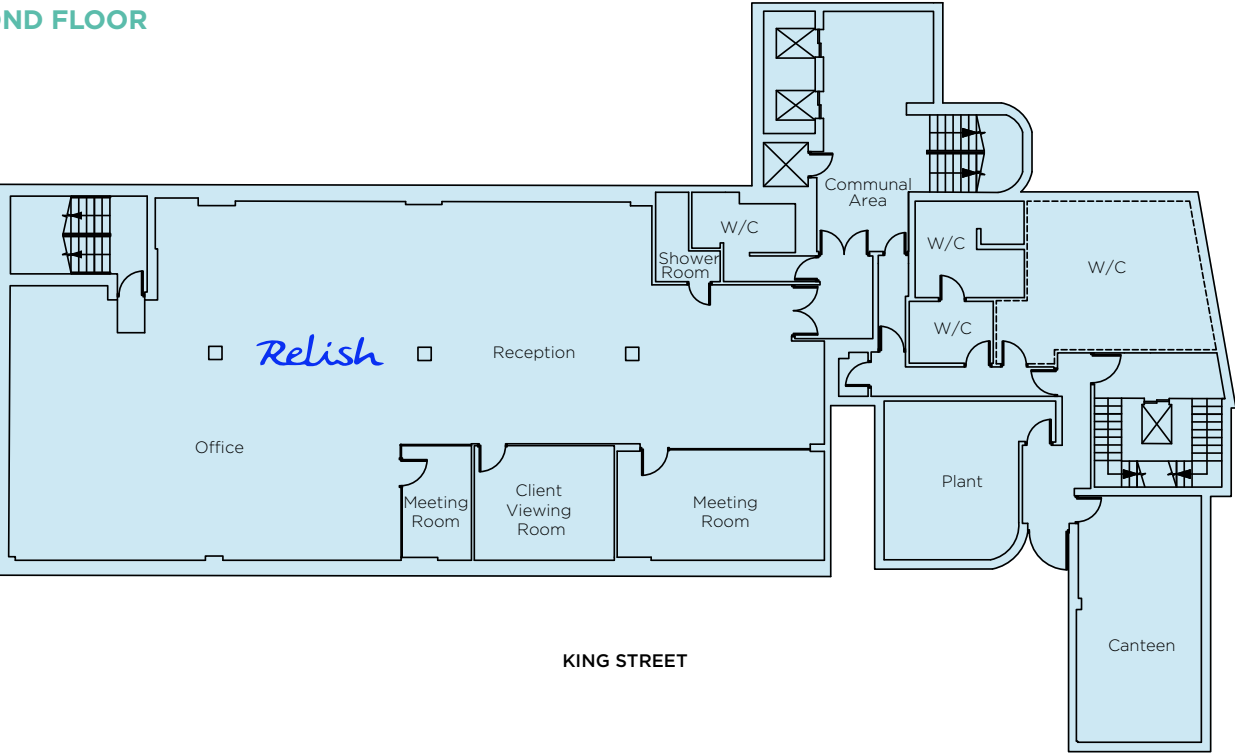 OND FLOOR
Communal
Area
W/C
W/C
W/C
Shower
Room
W/C
Relish
Reception
Office
Meeting
Room
Client
Viewing
Room
Meeting
Room
Plant
Canteen
KING STREET